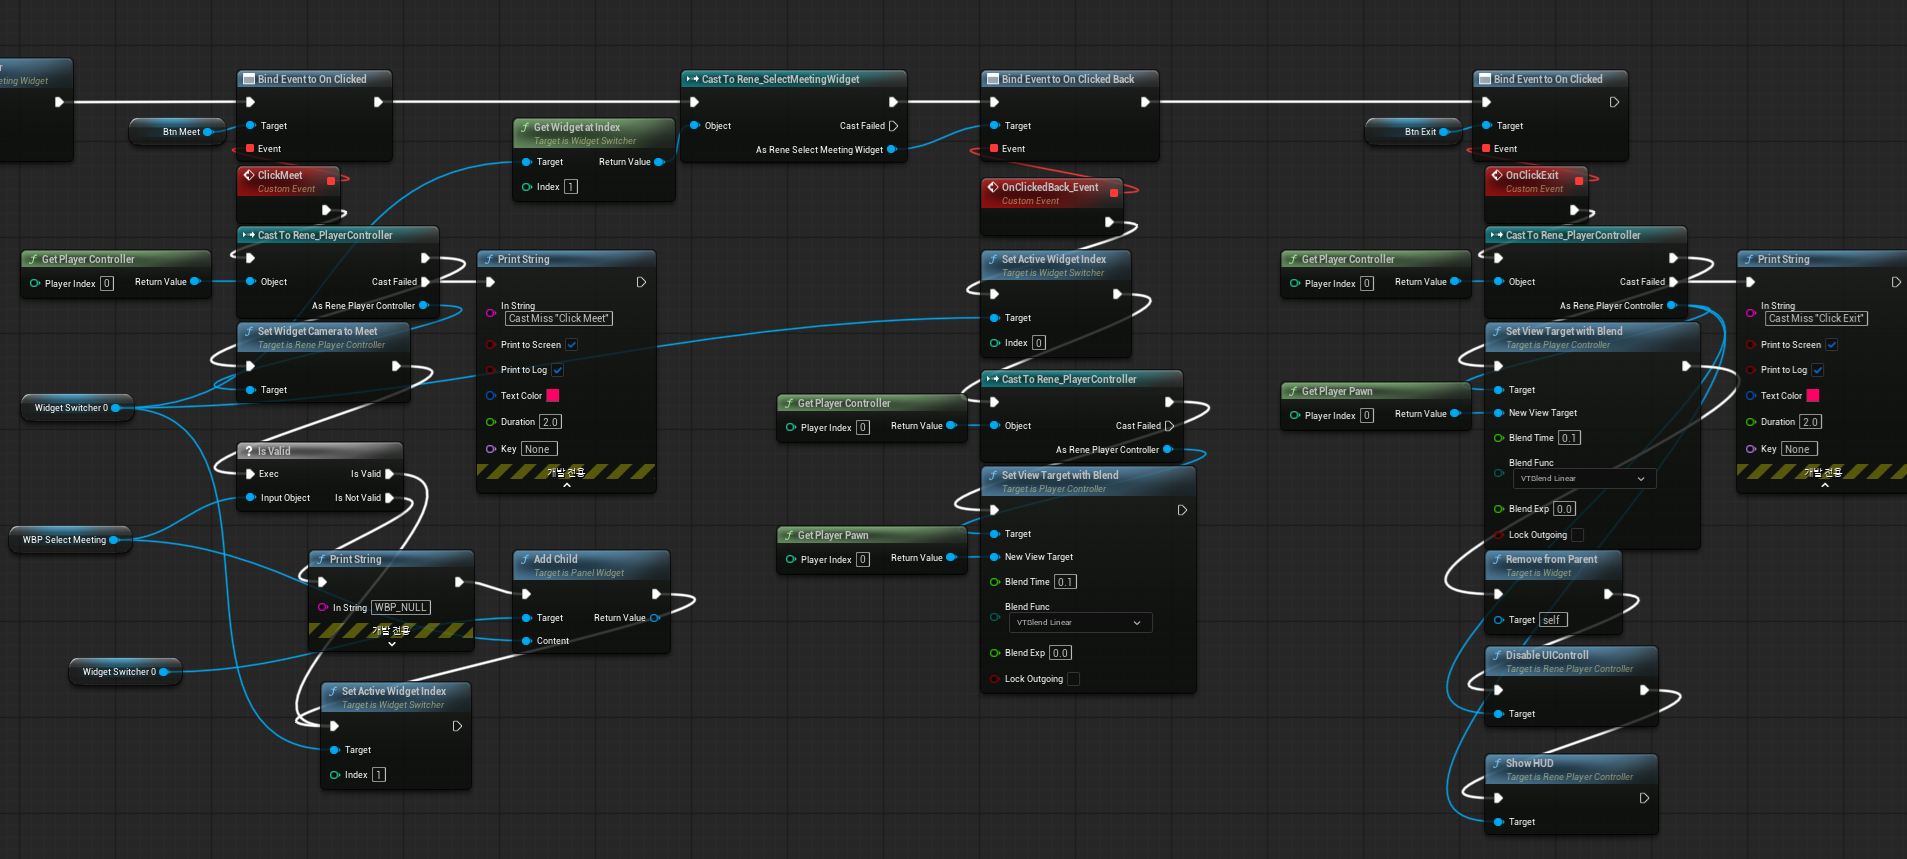 r
eting Widget
Bind Event to On Clicked
Btn Meet
Target
Event
ClickMeet
Custom Event
Cast To Rene_PlayerController
Get Player Controller
Player Index 0
Return Value
Object
Cast Failed
As Rene Player Controller
Set Widget Camera to Meet
Target is Rene Player Controller
Target
Widget Switcher 0
Is Valid
Exec
Is Valid
Input Object
Is Not Valid
WBP Select Meeting
Print String
In String WBP_NULL
개발 전용
Add Child
Target is Panel Widget
Target
Return Value
Content
Widget Switcher 0
Set Active Widget Index
Target is Widget Switcher
Target
Index 1
Print String
In String
Cast Miss "Click Meet"
Print to Screen
Print to Log
Text Color
Duration 2.0
Key None
개발 전용
Get Widget at Index
Target is Widget Switcher
Target
Return Value
Index 1
Cast To Rene_SelectMeetingWidget
Object
Cast Failed
As Rene Select Meeting Widget
Bind Event to On Clicked Back
Target
Event
OnClickedBack_Event
Custom Event
Set Active Widget Index
Target is Widget Switcher
Target
Index 0
Cast To Rene_PlayerController
Get Player Controller
Player Index 0
Return Value
Object
Cast Failed
As Rene Player Controller
Set View Target with Blend
Target is Player Controller
Get Player Pawn
Player Index 0
Return Value
Target
New View Target
Blend Time 0.1
Blend Func
VTBlend Linear
Blend Exp 0.0
Lock Outgoing
Bind Event to On Clicked
Btn Exit
Target
Event
OnClickExit
Custom Event
Cast To Rene_PlayerController
Get Player Controller
Player Index 0
Return Value
Object
Cast Failed
As Rene Player Controller
Set View Target with Blend
Target is Player Controller
Get Player Pawn
Player Index 0
Return Value
Target
New View Target
Blend Time 0.1
Blend Func
VTBlend Linear
Blend Exp 0.0
Lock Outgoing
Remove from Parent
Target is Widget
Target self
Disable UIControll
Target is Rene Player Controller
Target
Show HUD
Target is Rene Player Controller
Target
Print String
In String
Cast Miss "Click Exit"
Print to Screen
Print to Log
Text Color
Duration 2.0
Key None
개발 전용